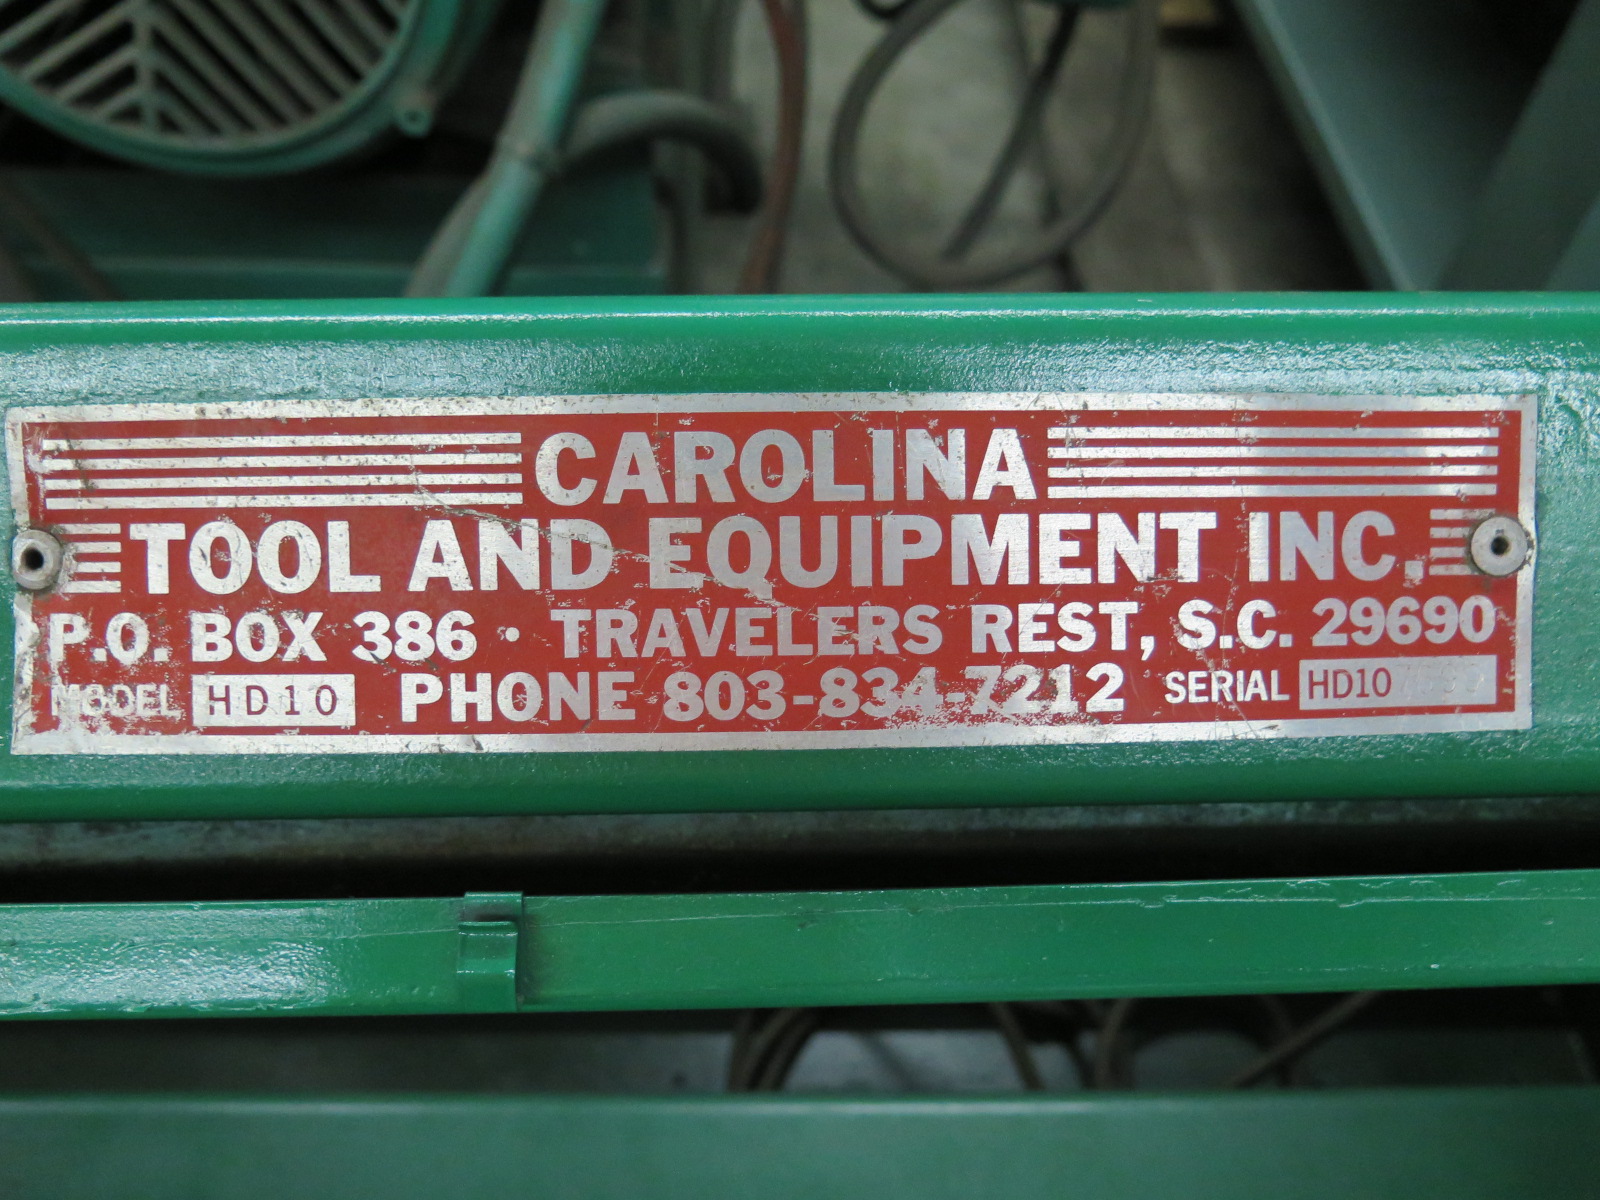 CAROLINA
TOOL AND EQUIPMENT INC.
P.O. BOX 386 · TRAVELERS REST, S.C. 29690
MODEL HD10 PHONE 803-834-7212 SERIAL HD10